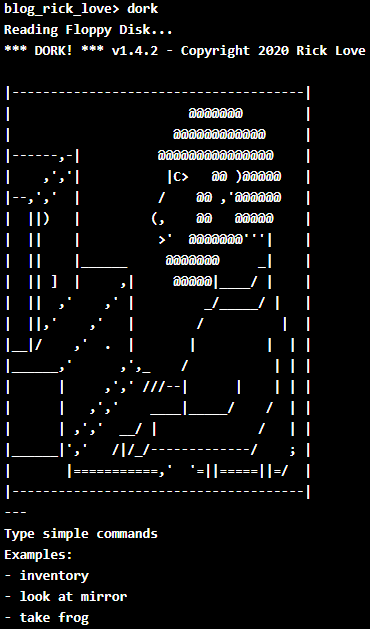 blog_rick_love> dork
Reading Floppy Disk...
*** DORK! *** v1.4.2 - Copyright 2020 Rick Love
---
Type simple commands
Examples:
- inventory
- look at mirror
- take frog